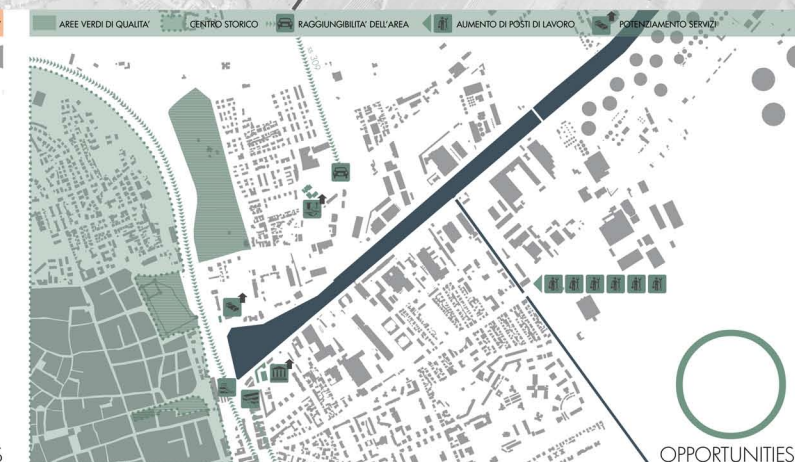 AREE VERDI DI QUALITA'
CENTRO STORICO
RAGGIUNGIBILITA' DELL'AREA
AUMENTO DI POSTI DI LAVORO
POTENZIAMENTO SERVIZI
OPPORTUNITIES